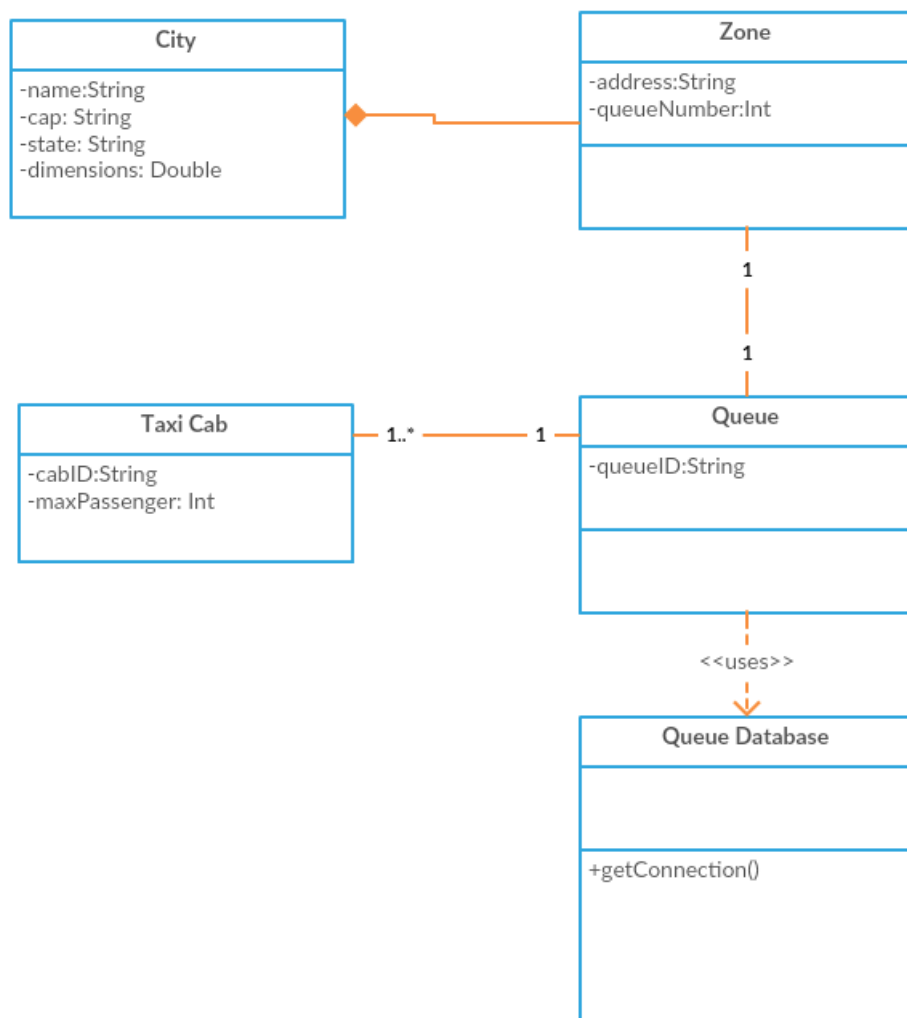 City
-name:String
-cap: String
-state: String
-dimensions: Double
Zone
-address:String
-queueNumber:Int
1
1
Taxi Cab
-cabID:String
-maxPassenger: Int
1..*
1
Queue
-queueID:String
<<uses>>
Queue Database
+getConnection()